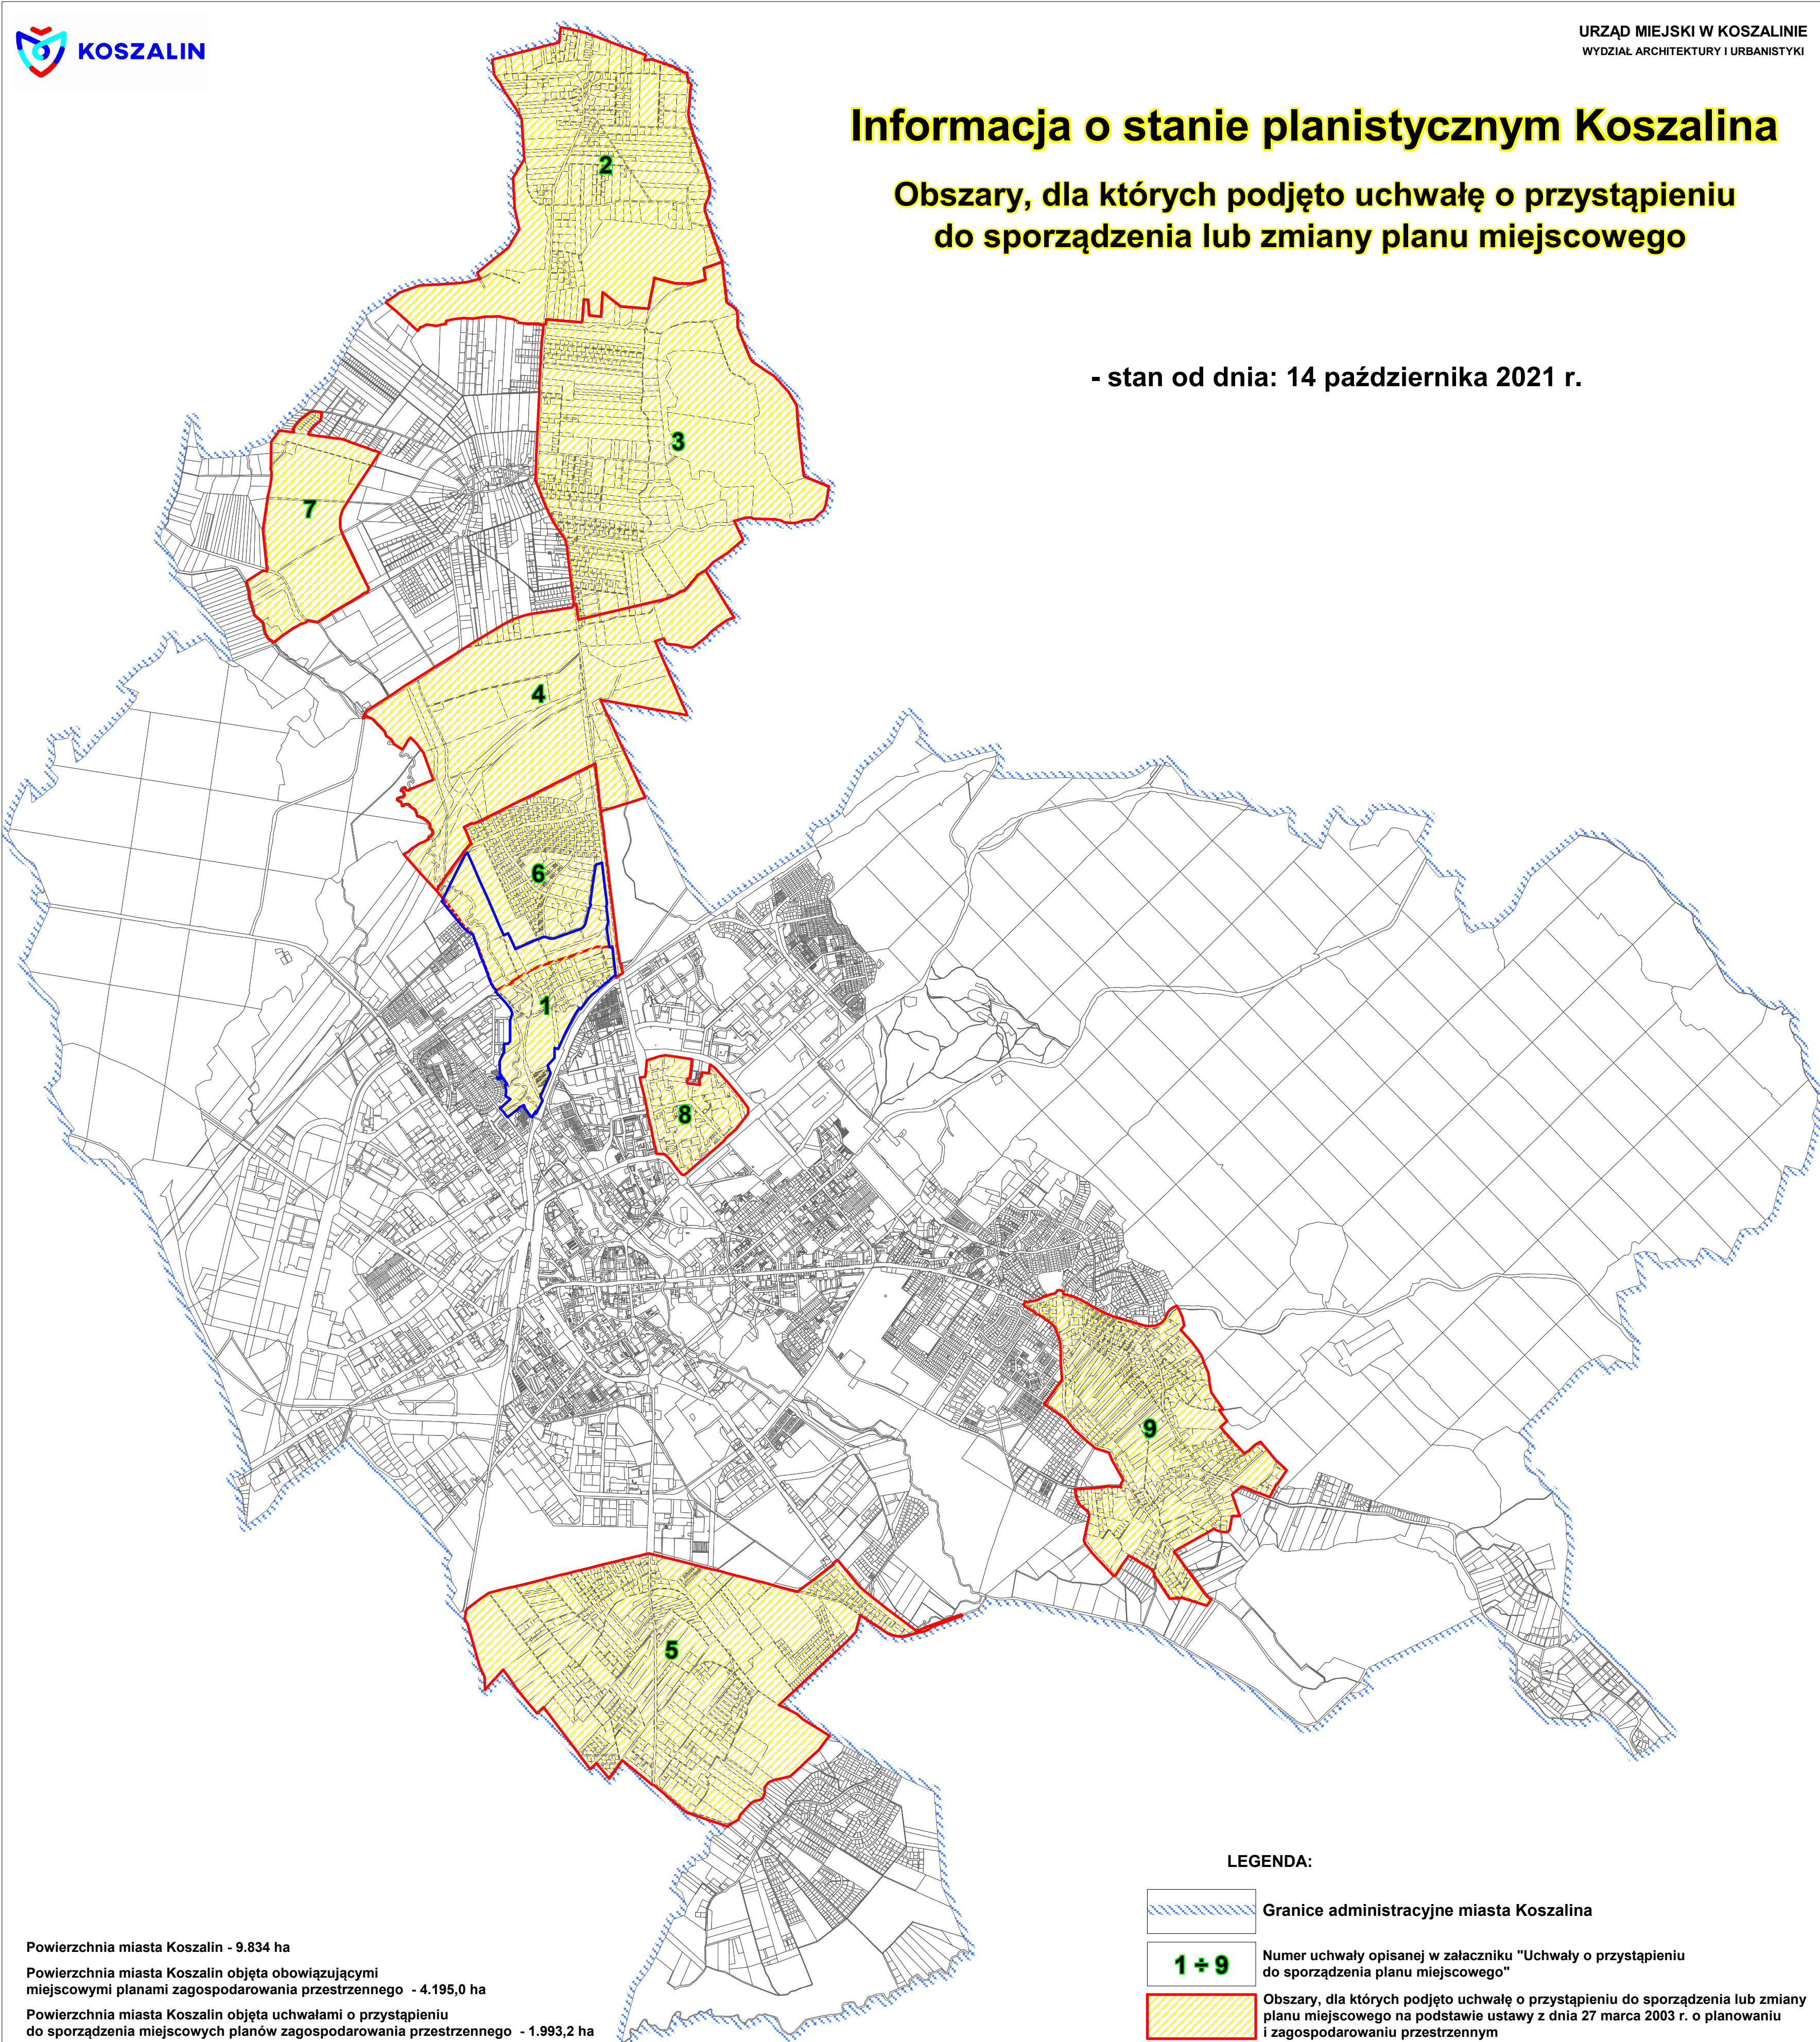 KOSZALIN
URZĄD MIEJSKI W KOSZALINIE
WYDZIAŁ ARCHITEKTURY I URBANISTYKI
Informacja o stanie planistycznym Koszalina
Obszary, dla których podjęto uchwałę o przystąpieniu
do sporządzenia lub zmiany planu miejscowego
- stan od dnia: 14 października 2021 r.
2
3
7
4
6
1
8
9
5
LEGENDA:
Granice administracyjne miasta Koszalina
1 ÷ 9
Numer uchwały opisanej w załaczniku "Uchwały o przystąpieniu
do sporządzenia planu miejscowego"
Obszary, dla których podjęto uchwałę o przystąpieniu do sporządzenia lub zmiany
planu miejscowego na podstawie ustawy z dnia 27 marca 2003 r. o planowaniu
i zagospodarowaniu przestrzennym
Powierzchnia miasta Koszalin - 9.834 ha
Powierzchnia miasta Koszalin objęta obowiązującymi
miejscowymi planami zagospodarowania przestrzennego - 4.195,0 ha
Powierzchnia miasta Koszalin objęta uchwałami o przystąpieniu
do sporządzenia miejscowych planów zagospodarowania przestrzennego - 1.993,2 ha